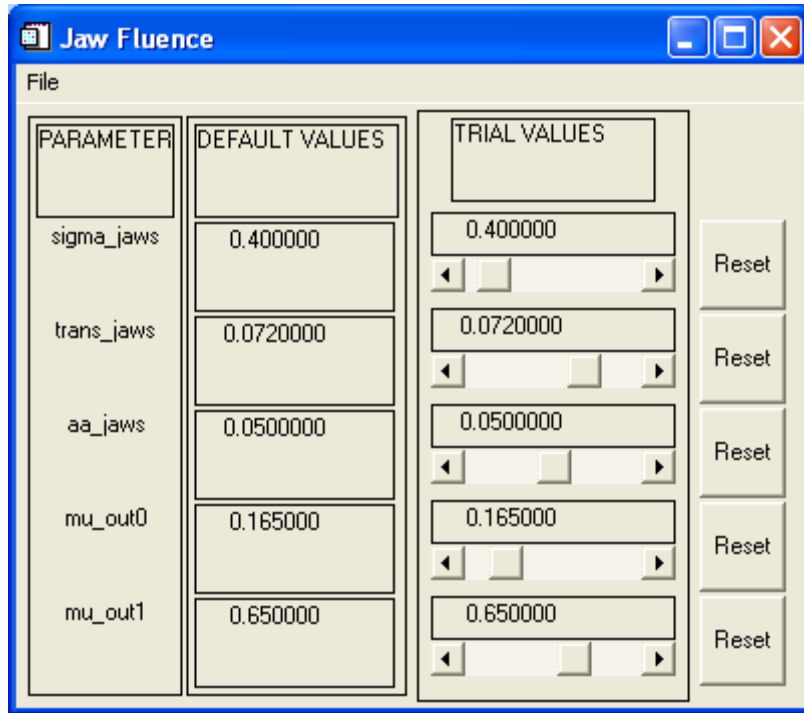 Jaw Fluence
File
PARAMETER DEFAULT VALUES TRIAL VALUES
sigma_jaws 0.400000 0.400000 Reset
trans_jaws 0.0720000 0.0720000 Reset
aa_jaws 0.0500000 0.0500000 Reset
mu_out0 0.165000 0.165000 Reset
mu_out1 0.650000 0.650000 Reset